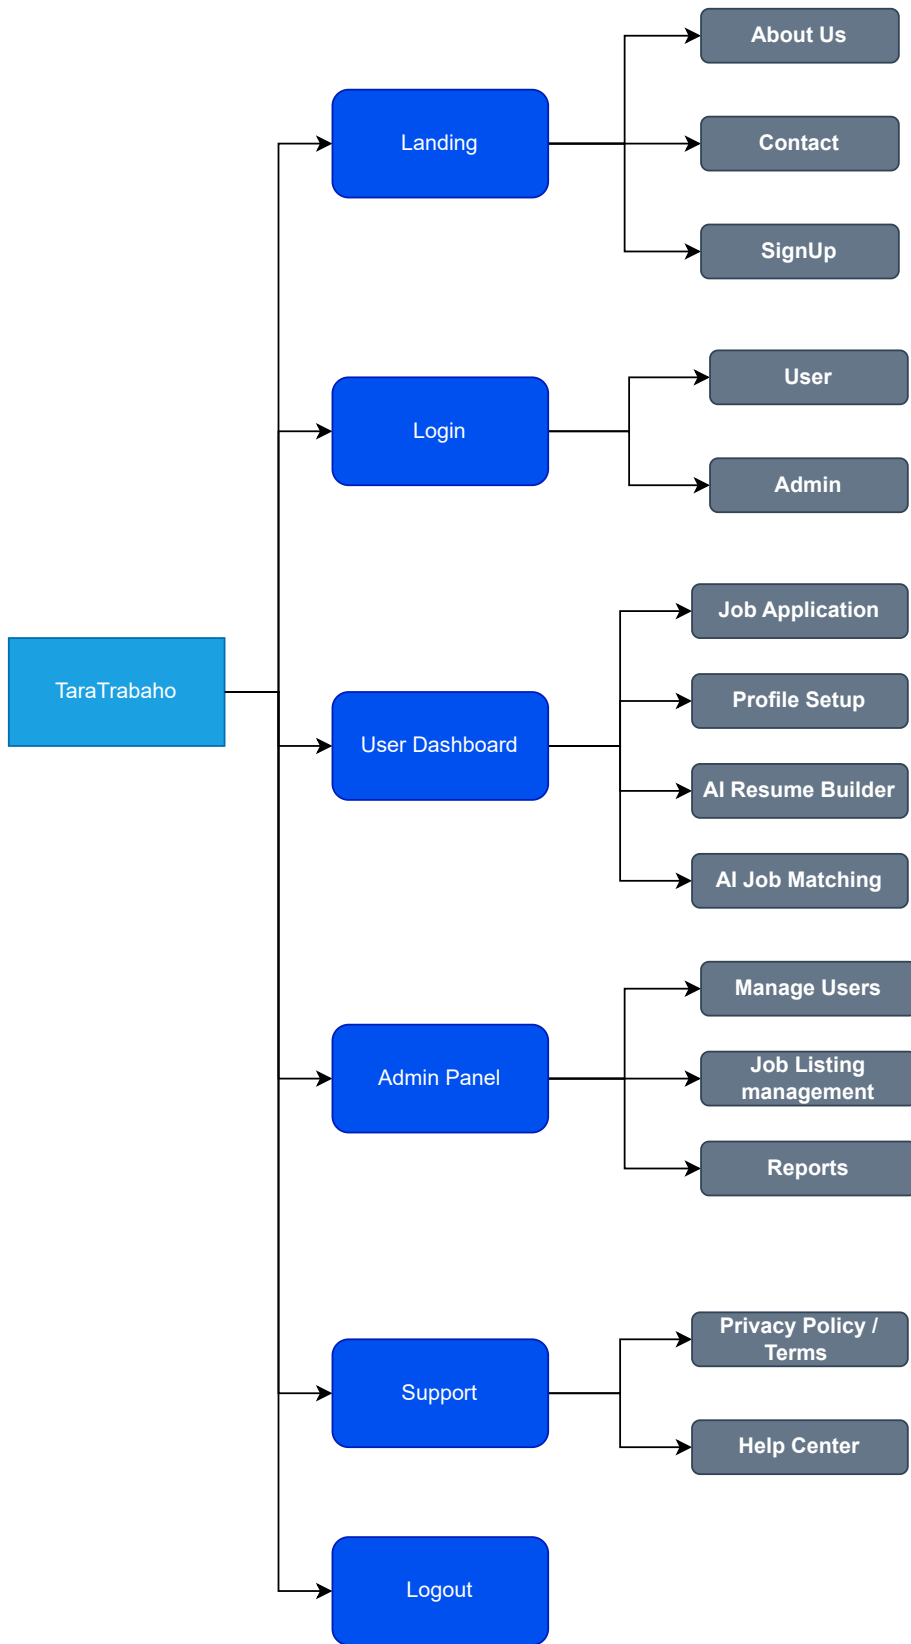 TaraTrabaho
Landing
About Us
Contact
SignUp
Login
User
Admin
User Dashboard
Job Application
Profile Setup
AI Resume Builder
AI Job Matching
Admin Panel
Manage Users
Job Listing
management
Reports
Support
Privacy Policy /
Terms
Help Center
Logout